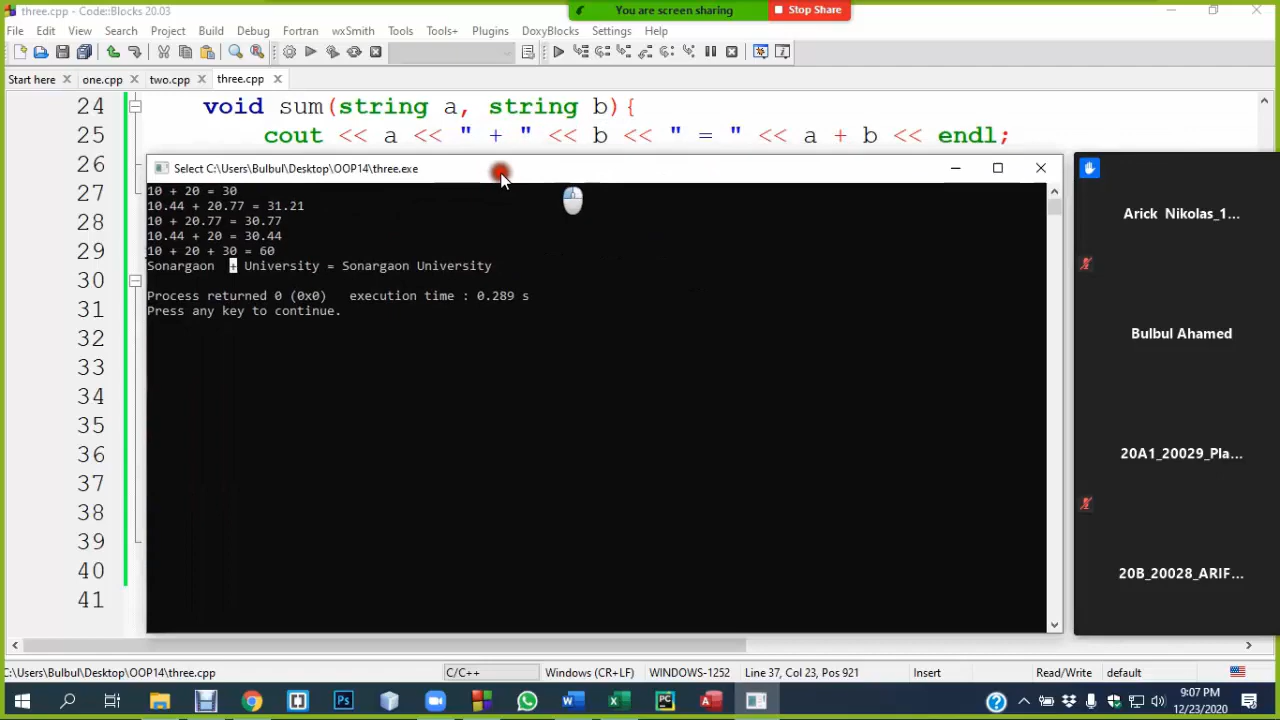 three.cpp - Code::Blocks 20.03
You are screen sharing
Stop Share
File Edit View Search Project Build Debug Fortran wxSmith Tools Tools+ Plugins DoxyBlocks Settings Help
Start here one.cpp two.cpp three.cpp
24 void sum(string a, string b){
25 cout << a << " + " << b << " = " << a + b << endl;
26
27
28
29
30
31
32
33
34
35
36
37
38
39
40
41
Select C:\Users\Bulbul\Desktop\OOP14\three.exe
10 + 20 = 30
10.44 + 20.77 = 31.21
10 + 20.77 = 30.77
10.44 + 20 = 30.44
10 + 20 + 30 = 60
Sonargaon + University = Sonargaon University
Process returned 0 (0x0) execution time : 0.289 s
Press any key to continue.
Arick Nikolas_1...
Bulbul Ahamed
20A1_20029_Pla...
20B_20028_ARIF...
C:\Users\Bulbul\Desktop\OOP14\three.cpp C/C++ Windows (CR+LF) WINDOWS-1252 Line 37, Col 23, Pos 921 Insert Read/Write default
9:07 PM
12/23/2020